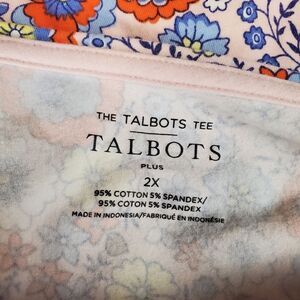 THE TALBOTS TEE
TALBOTS
PLUS
2X
95% COTTON 5% SPANDEX/
95% COTTON 5% SPANDEX
MADE IN INDONESIA/FABRIQUÉ EN INDONÉSIE